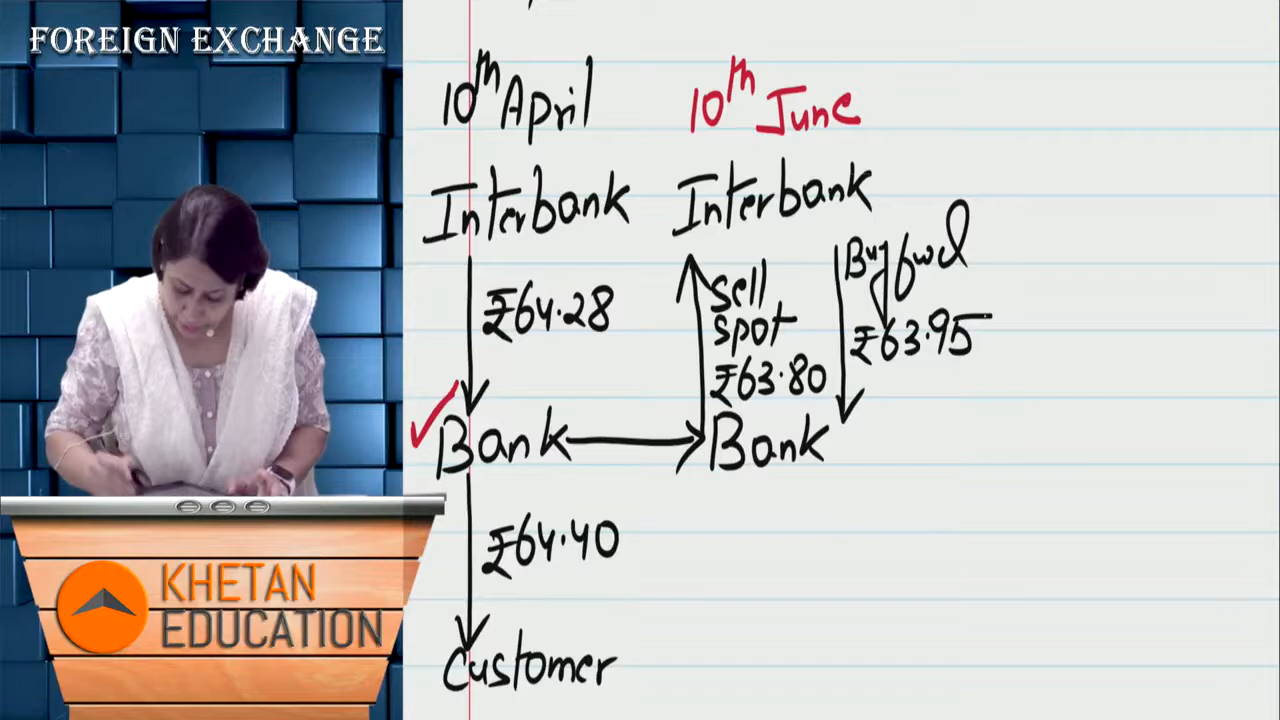 FOREIGN EXCHANGE
10th April
Interbank
₹64.28
Bank
₹64.40
Customer
10th June
Interbank
sell
spot
₹63.80
Bank
Buy fwd
₹63.95
KHETAN
EDUCATION